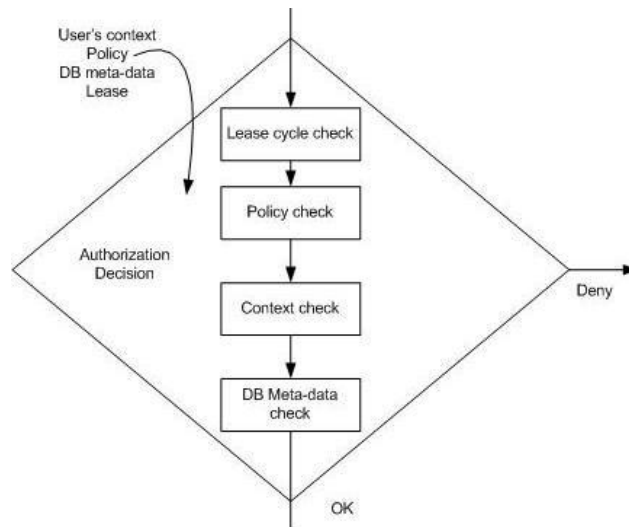 User's context
Policy
DB meta-data
Lease
Lease cycle check
Policy check
Authorization
Decision
Context check
Deny
DB Meta-data
check
OK